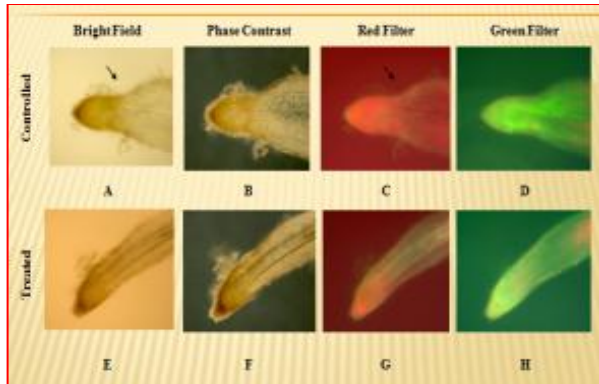 Bright Field Phase Contrast Red Filter Green Filter
Controlled
A B C D
Treated
E F G H